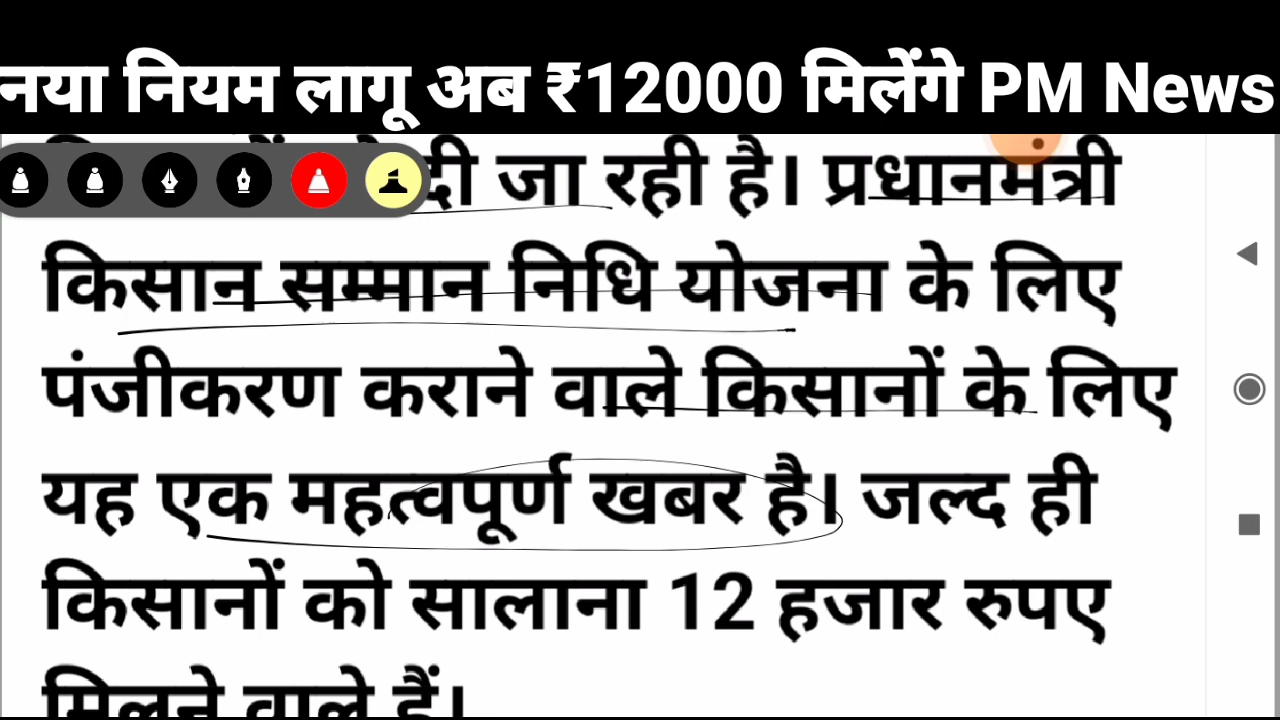 नया नियम लागू अब ₹12000 मिलेंगे PM News
दी जा रही है। प्रधानमंत्री
किसान सम्मान निधि योजना के लिए
पंजीकरण कराने वाले किसानों के लिए
यह एक महत्वपूर्ण खबर है। जल्द ही
किसानों को सालाना 12 हजार रुपए
मिलने वाले हैं।